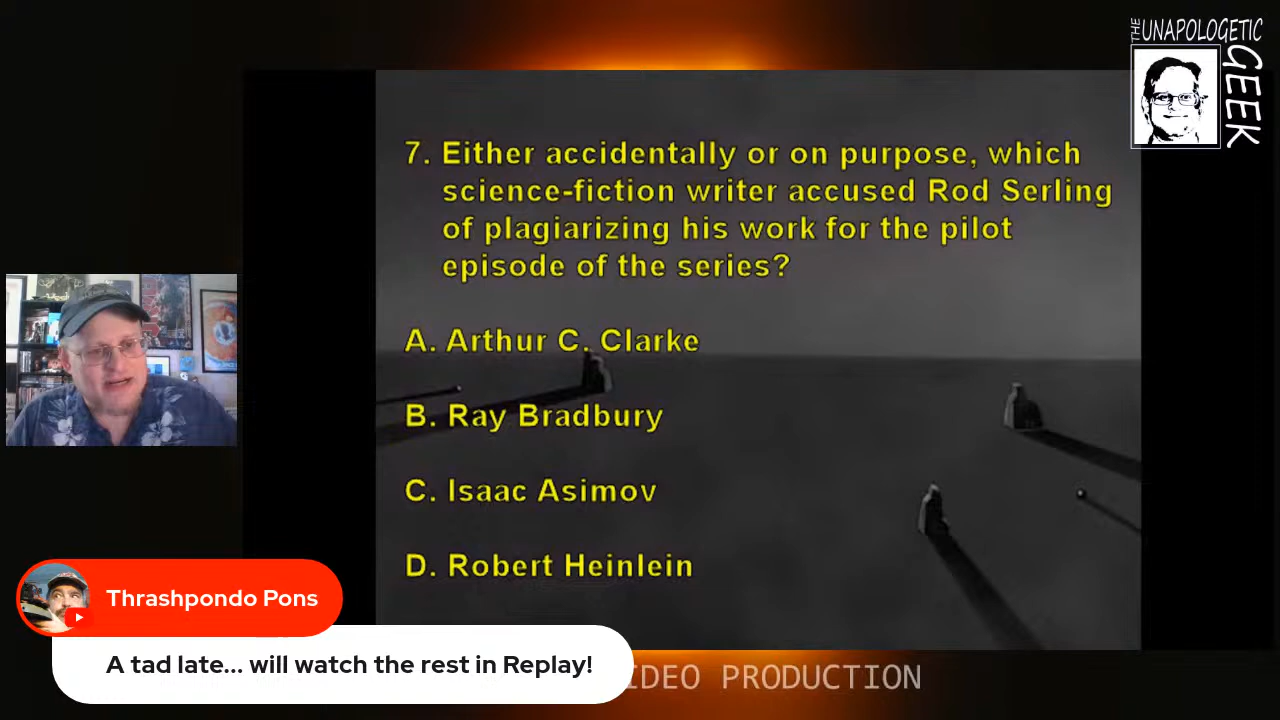 THE UNAPOLOGETIC
GEEK
7. Either accidentally or on purpose, which
science-fiction writer accused Rod Serling
of plagiarizing his work for the pilot
episode of the series?
A. Arthur C. Clarke
B. Ray Bradbury
C. Isaac Asimov
D. Robert Heinlein
Thrashpondo Pons
A tad late... will watch the rest in Replay!
IDEO PRODUCTION